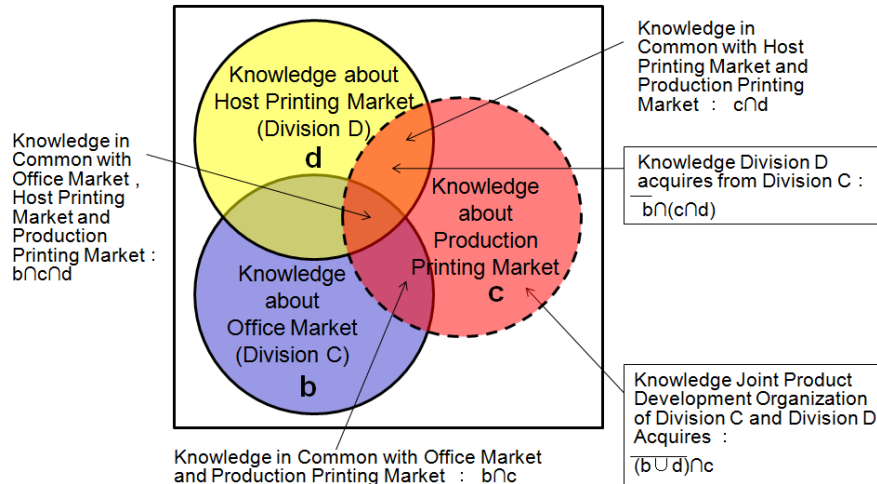 Knowledge about
Host Printing Market
(Division D)
d
Knowledge in
Common with Host
Printing Market and
Production Printing
Market : c∩d
Knowledge in
Common with
Office Market ,
Host Printing
Market and
Production
Printing Market :
b∩c∩d
Knowledge
about
Production
Printing Market
c
Knowledge Division D
acquires from Division C :
b̅∩(c∩d)
Knowledge
about
Office Market
(Division C)
b
Knowledge Joint Product
Development Organization
of Division C and Division D
Acquires :
(b∪d)̅∩c
Knowledge in Common with Office Market
and Production Printing Market : b∩c